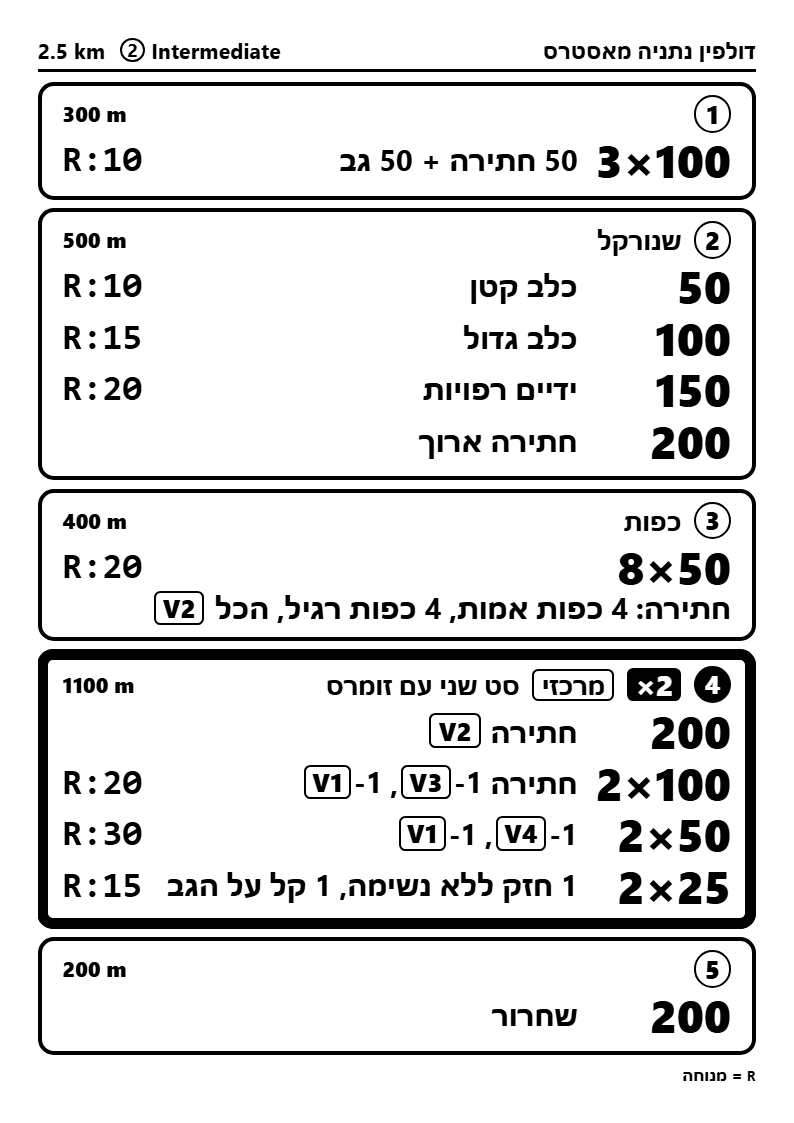 דולפין נתניה מאסטרס 2.5 km ② Intermediate
① 300 m
3×100 50 חתירה + 50 גב R:10
② שנורקל 500 m
50 כלב קטן R:10
100 כלב גדול R:15
150 ידיים רפויות R:20
200 חתירה ארוך
③ כפות 400 m
8×50 R:20
חתירה: 4 כפות אמות, 4 כפות רגיל, הכל V2
❹ ×2 מרכזי סט שני עם זומרס 1100 m
200 חתירה V2
2×100 חתירה 1-V3, 1-V1 R:20
2×50 1-V4, 1-V1 R:30
2×25 1 חזק ללא נשימה, 1 קל על הגב R:15
⑤ 200 m
200 שחרור
R = מנוחה